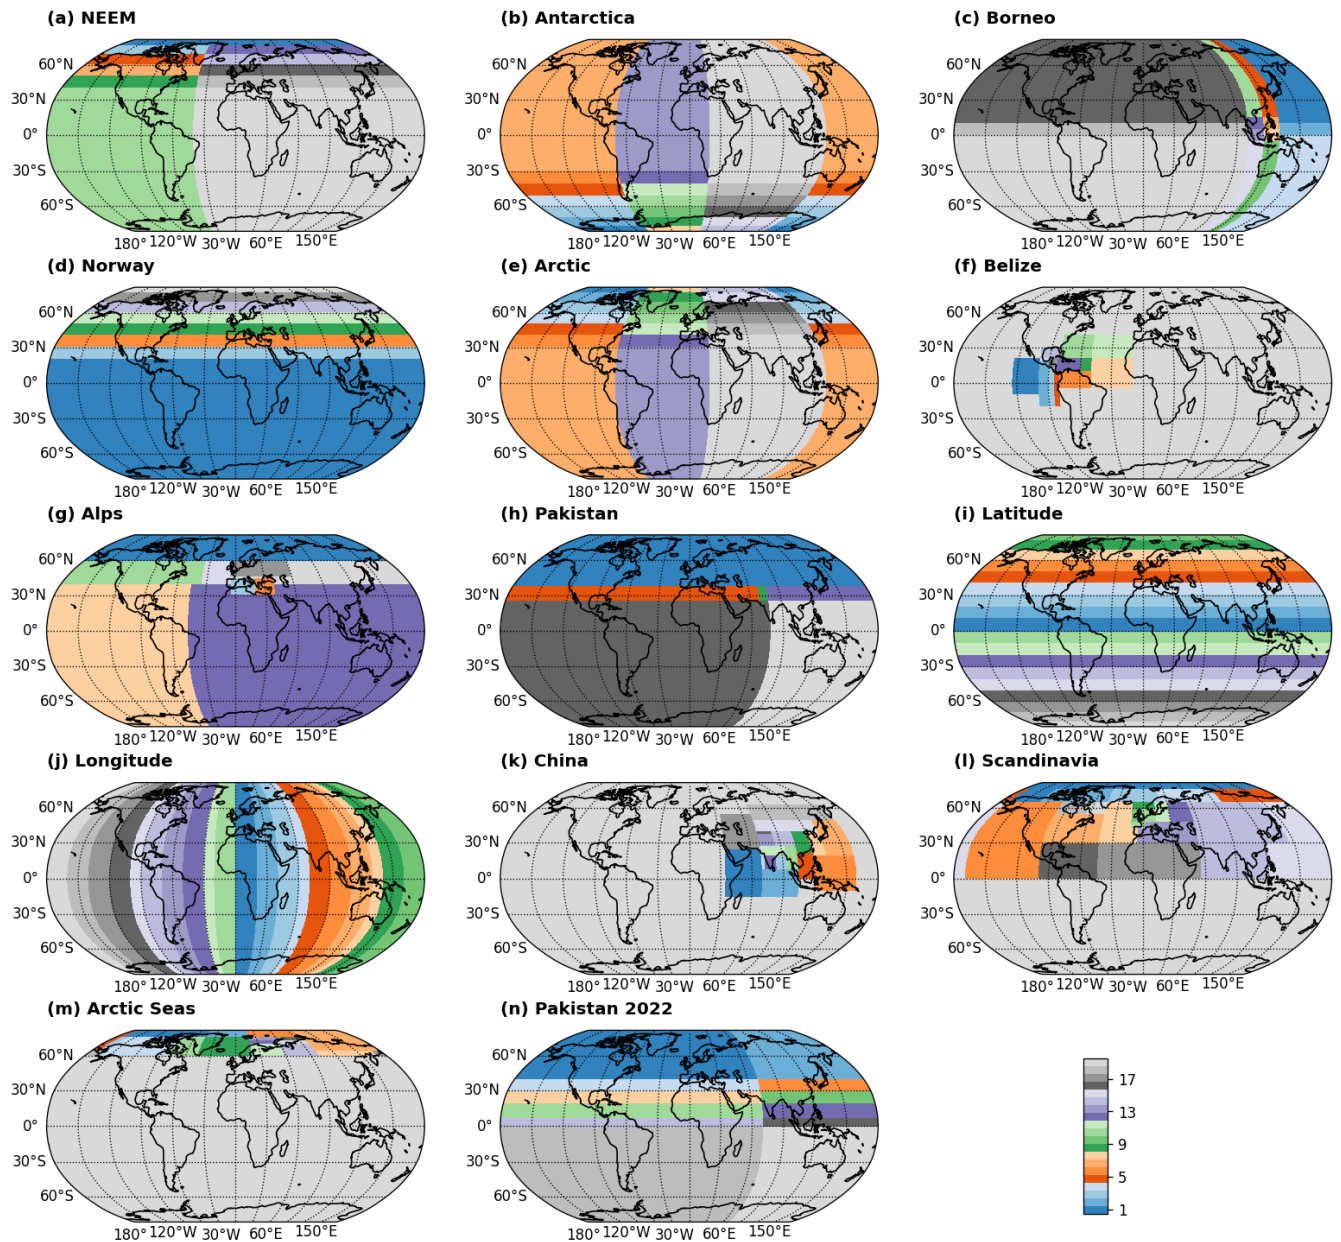 (a) NEEM
60°N
30°N
0°
30°S
60°S
180° 120°W 30°W 60°E 150°E
(b) Antarctica
60°N
30°N
0°
30°S
60°S
180° 120°W 30°W 60°E 150°E
(c) Borneo
60°N
30°N
0°
30°S
60°S
180° 120°W 30°W 60°E 150°E
(d) Norway
60°N
30°N
0°
30°S
60°S
180° 120°W 30°W 60°E 150°E
(e) Arctic
60°N
30°N
0°
30°S
60°S
180° 120°W 30°W 60°E 150°E
(f) Belize
60°N
30°N
0°
30°S
60°S
180° 120°W 30°W 60°E 150°E
(g) Alps
60°N
30°N
0°
30°S
60°S
180° 120°W 30°W 60°E 150°E
(h) Pakistan
60°N
30°N
0°
30°S
60°S
180° 120°W 30°W 60°E 150°E
(i) Latitude
60°N
30°N
0°
30°S
60°S
180° 120°W 30°W 60°E 150°E
(j) Longitude
60°N
30°N
0°
30°S
60°S
180° 120°W 30°W 60°E 150°E
(k) China
60°N
30°N
0°
30°S
60°S
180° 120°W 30°W 60°E 150°E
(l) Scandinavia
60°N
30°N
0°
30°S
60°S
180° 120°W 30°W 60°E 150°E
(m) Arctic Seas
60°N
30°N
0°
30°S
60°S
180° 120°W 30°W 60°E 150°E
(n) Pakistan 2022
60°N
30°N
0°
30°S
60°S
180° 120°W 30°W 60°E 150°E
17
13
9
5
1